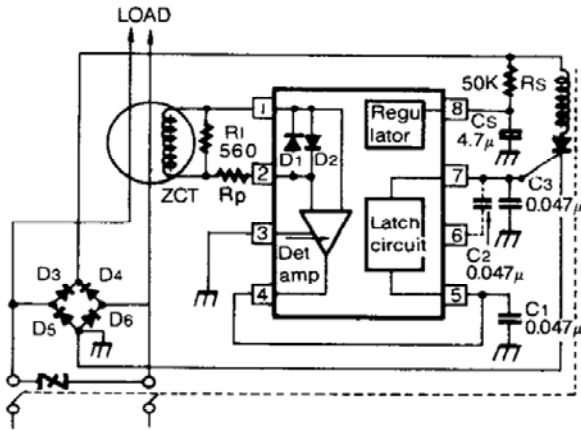 LOAD
50K RS
CS
4.7μ
1
8
Regu
lator
RI
560
D1 D2
2
7
ZCT
Rp
C3
0.047μ
3
Latch
circuit
6
Det
amp
C2
0.047μ
D3 D4
4
5
C1
0.047μ
D5 D6